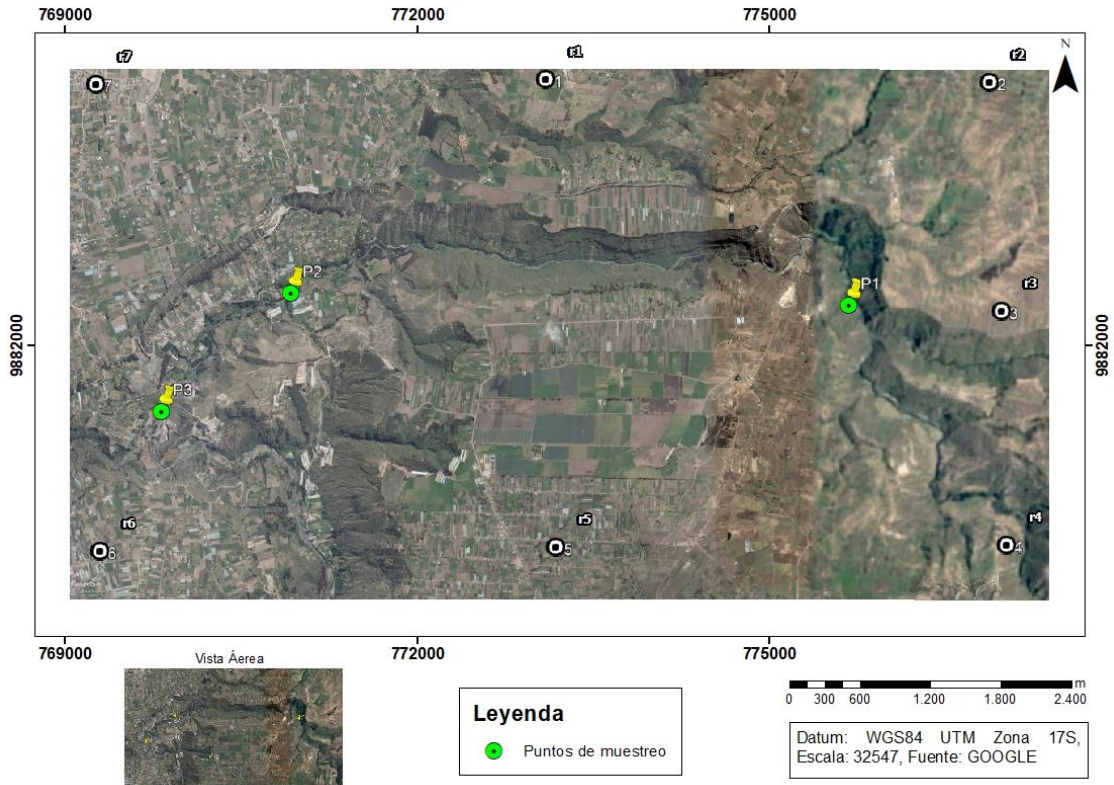 769000
772000
775000
r7
r1
r2
N
7
1
2
P2
P1
r3
3
9882000
9882000
P3
r6
r5
r4
6
5
4
769000
772000
775000
Vista Áerea
Leyenda
Puntos de muestreo
m
0 300 600 1.200 1.800 2.400
Datum: WGS84 UTM Zona 17S,
Escala: 32547, Fuente: GOOGLE